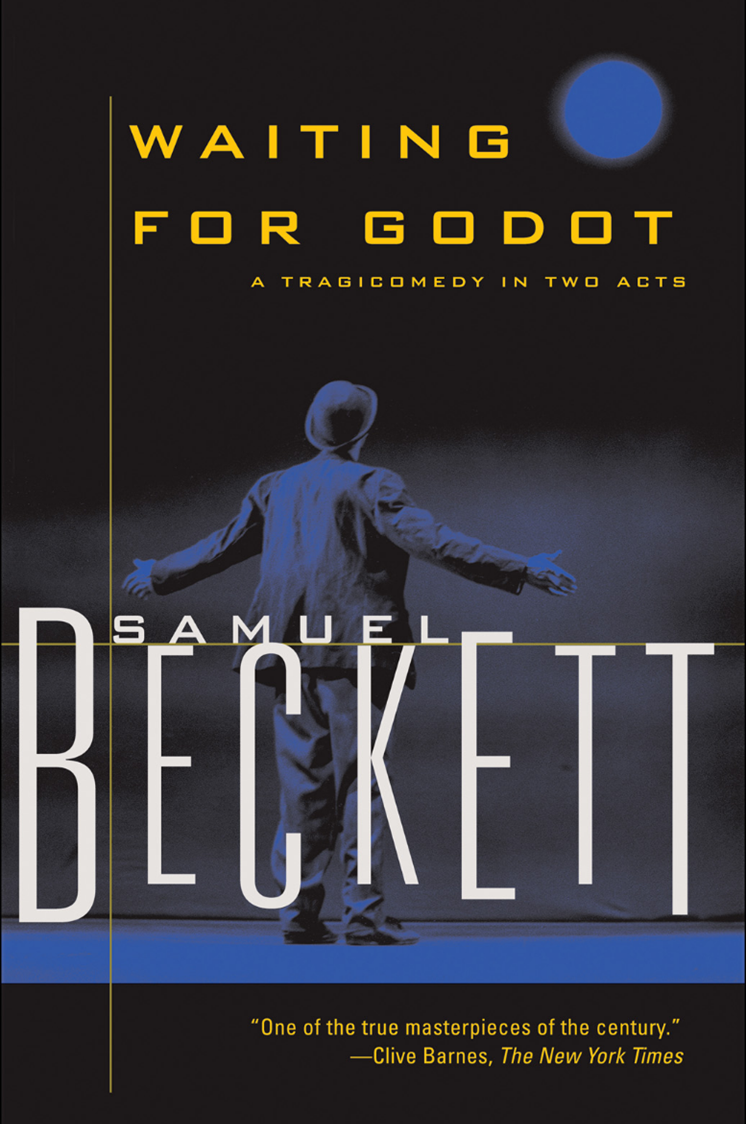 WAITING
FOR GODOT
A TRAGICOMEDY IN TWO ACTS
SAMUEL
BECKETT
“One of the true masterpieces of the century.”
—Clive Barnes, The New York Times